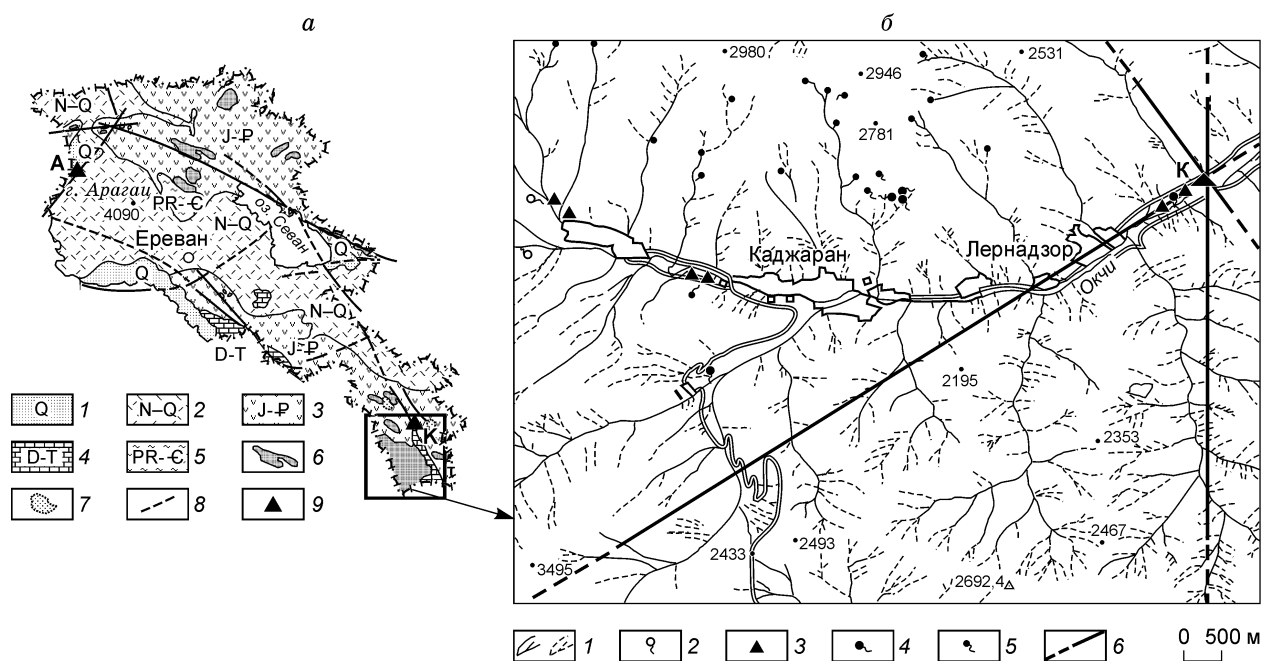 а
б
N–Q
J-P
Q
А
г. Арагац
4090
PR-Є
N–Q
оз. Севан
Ереван
Q
Q
N–Q
D-T
J-P
К
Q 1
N–Q 2
J-P 3
D-T 4
PR-Є 5
6
7
8
9
2980
2946
2531
2781
К
Каджаран
Лернадзор
Окчи
2195
2353
2433
2493
2467
3495
2692,4
1
2
3
4
5
6
0 500 м